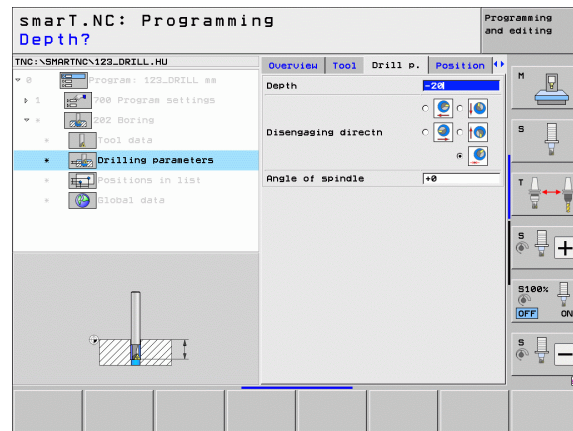 smarT.NC: Programming
Depth?
Programming
and editing
TNC:\SMARTNC\123_DRILL.HU
Overview Tool Drill p. Position
0 Program: 123_DRILL mm
1 700 Program settings
* 202 Boring
* Tool data
* Drilling parameters
* Positions in list
* Global data
Depth -20
Disengaging directn
Angle of spindle +0
M
S
T
S
S100%
OFF ON
S